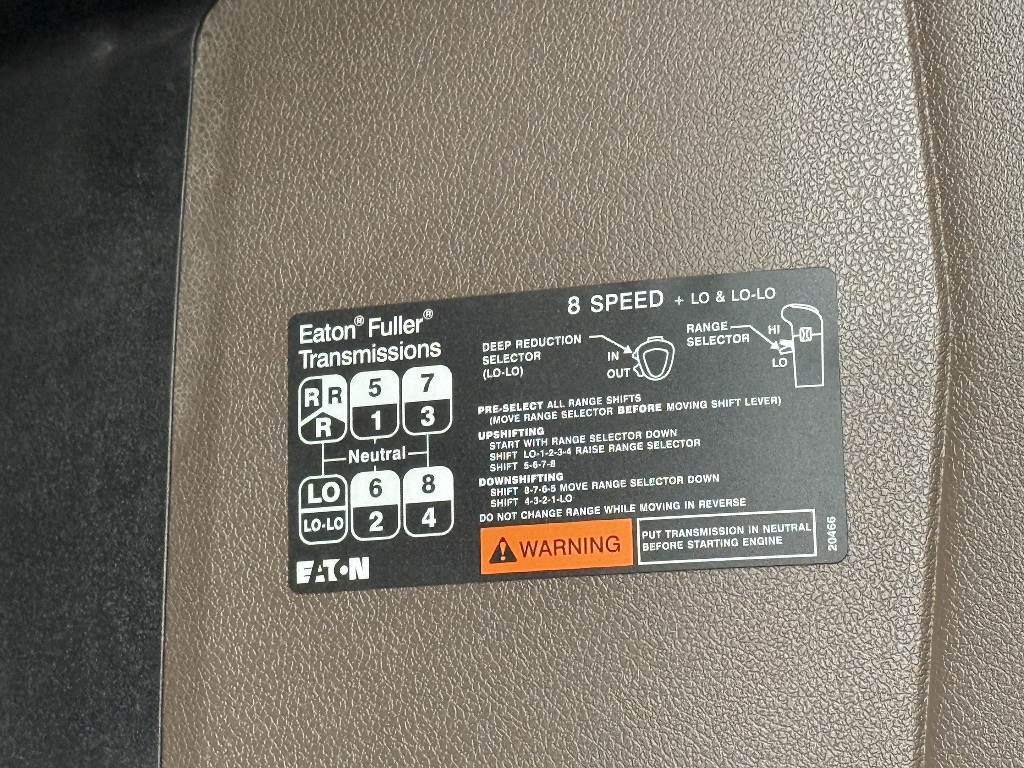 8 SPEED + LO & LO-LO
Eaton® Fuller®
Transmissions
R R
R
5
1
7
3
Neutral
LO
LO-LO
6
2
8
4
EATON
DEEP REDUCTION
SELECTOR
(LO-LO)
IN
OUT
RANGE
SELECTOR
HI
LO
PRE-SELECT ALL RANGE SHIFTS
(MOVE RANGE SELECTOR BEFORE MOVING SHIFT LEVER)
UPSHIFTING
START WITH RANGE SELECTOR DOWN
SHIFT LO-1-2-3-4 RAISE RANGE SELECTOR
SHIFT 5-6-7-8
DOWNSHIFTING
SHIFT 8-7-6-5 MOVE RANGE SELECTOR DOWN
SHIFT 4-3-2-1-LO
DO NOT CHANGE RANGE WHILE MOVING IN REVERSE
WARNING
PUT TRANSMISSION IN NEUTRAL
BEFORE STARTING ENGINE
20466